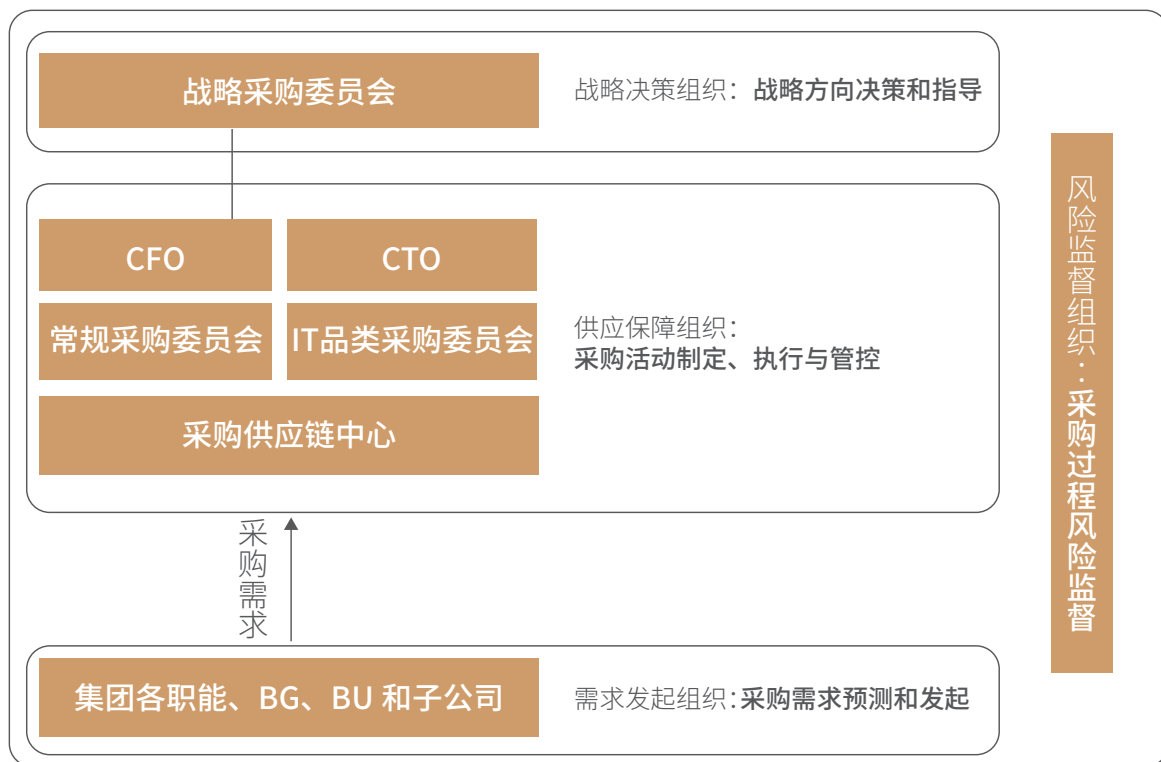 战略采购委员会
战略决策组织：战略方向决策和指导
CFO
CTO
常规采购委员会
IT品类采购委员会
供应保障组织：
采购活动制定、执行与管控
采购供应链中心
采购需求
集团各职能、BG、BU 和子公司
需求发起组织：采购需求预测和发起
风险监督组织：采购过程风险监督